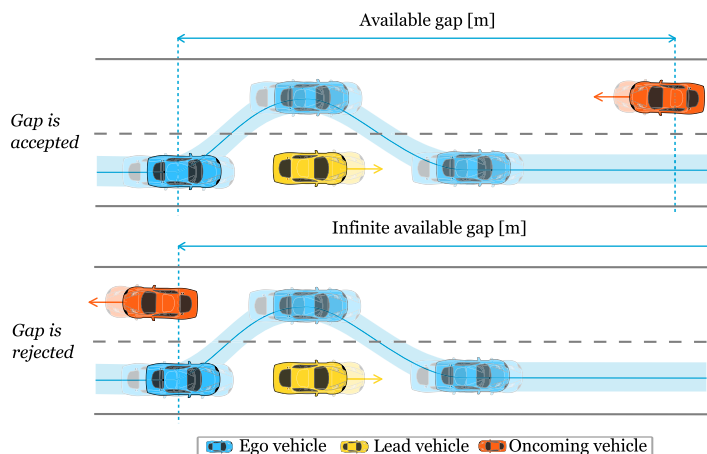 Available gap [m]
Gap is
accepted
Infinite available gap [m]
Gap is
rejected
Ego vehicle Lead vehicle Oncoming vehicle